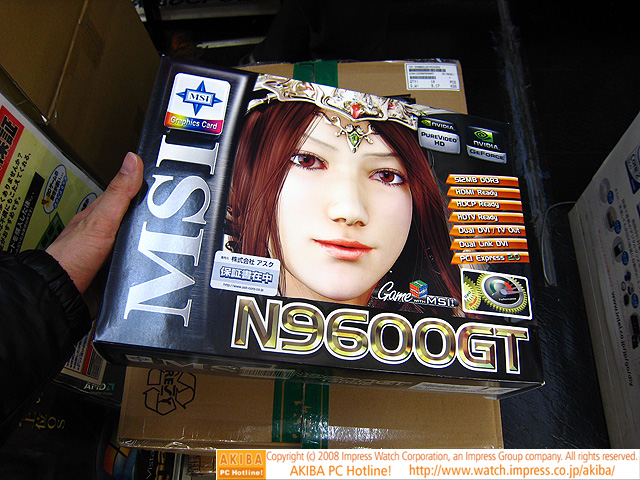 MSI
Graphics Card
MSI
NVIDIA
PUREVIDEO
HD
NVIDIA
GEFORCE
512MB DDR3
HDMI Ready
HDCP Ready
HDTV Ready
Dual DVI / TV Out
Dual Link DVI
PCI Express 2.0
株式会社 アスク
保証書在中
Game WITH MSI!
N9600GT
AMD
AKIBA
PC Hotline!
Copyright (c) 2008 Impress Watch Corporation, an Impress Group company. All rights reserved.
AKIBA PC Hotline! http://www.watch.impress.co.jp/akiba/